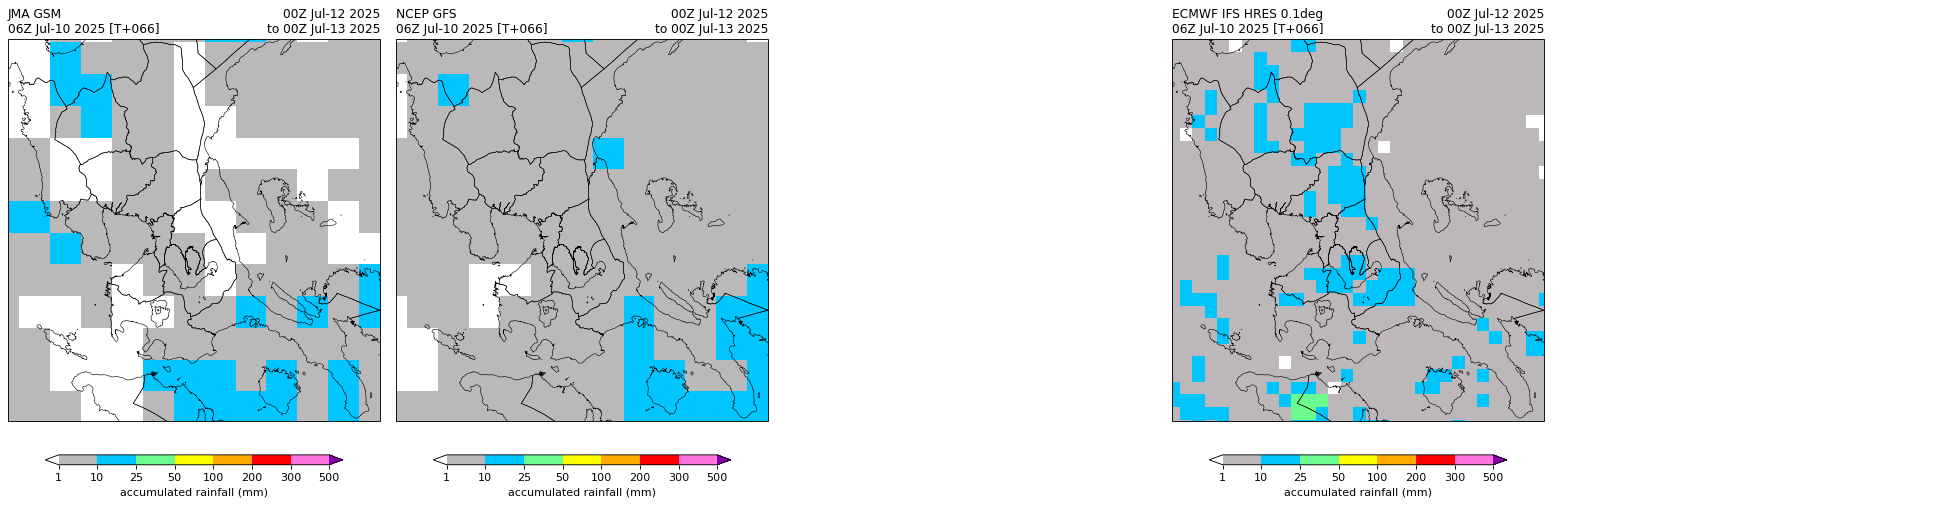 JMA GSM 00Z Jul-12 2025
06Z Jul-10 2025 [T+066] to 00Z Jul-13 2025
1 10 25 50 100 200 300 500
accumulated rainfall (mm)
NCEP GFS 00Z Jul-12 2025
06Z Jul-10 2025 [T+066] to 00Z Jul-13 2025
1 10 25 50 100 200 300 500
accumulated rainfall (mm)
ECMWF IFS HRES 0.1deg 00Z Jul-12 2025
06Z Jul-10 2025 [T+066] to 00Z Jul-13 2025
1 10 25 50 100 200 300 500
accumulated rainfall (mm)